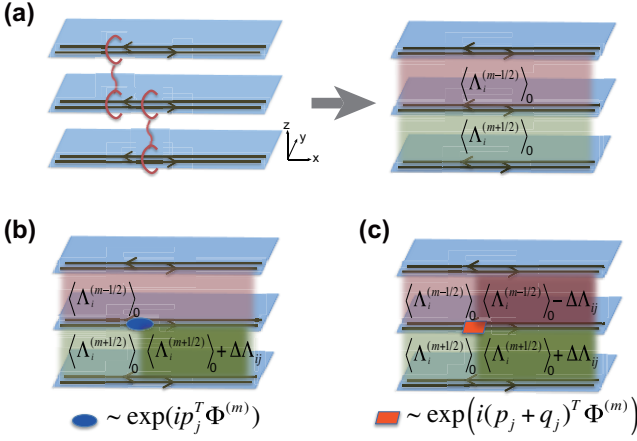 (a)
z
y
x
⟨Λ_i^{(m−1/2)}⟩_0
⟨Λ_i^{(m+1/2)}⟩_0
(b)
⟨Λ_i^{(m−1/2)}⟩_0
⟨Λ_i^{(m+1/2)}⟩_0 ⟨Λ_i^{(m+1/2)}⟩_0 + ΔΛ_{ij}
~ exp(ip_j^T Φ^{(m)})
(c)
⟨Λ_i^{(m−1/2)}⟩_0 ⟨Λ_i^{(m−1/2)}⟩_0 − ΔΛ_{ij}
⟨Λ_i^{(m+1/2)}⟩_0 ⟨Λ_i^{(m+1/2)}⟩_0 + ΔΛ_{ij}
~ exp(i(p_j + q_j)^T Φ^{(m)})